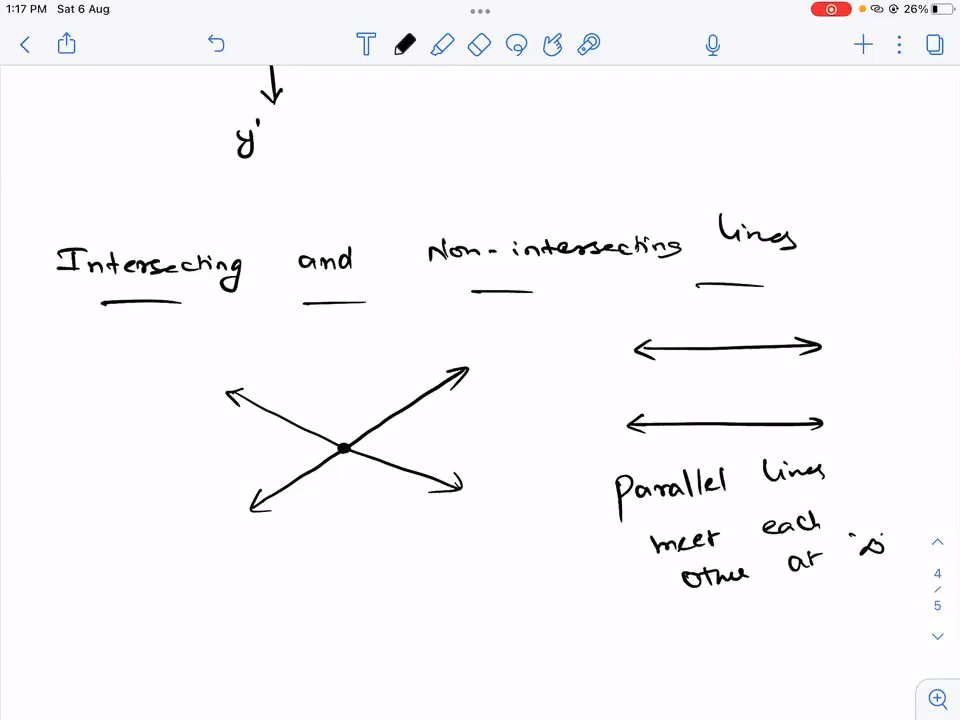 1:17 PM Sat 6 Aug
26%
T
y'
Intersecting and Non-intersecting lines
Parallel lines
meet each
other at '∞'
4
/
5